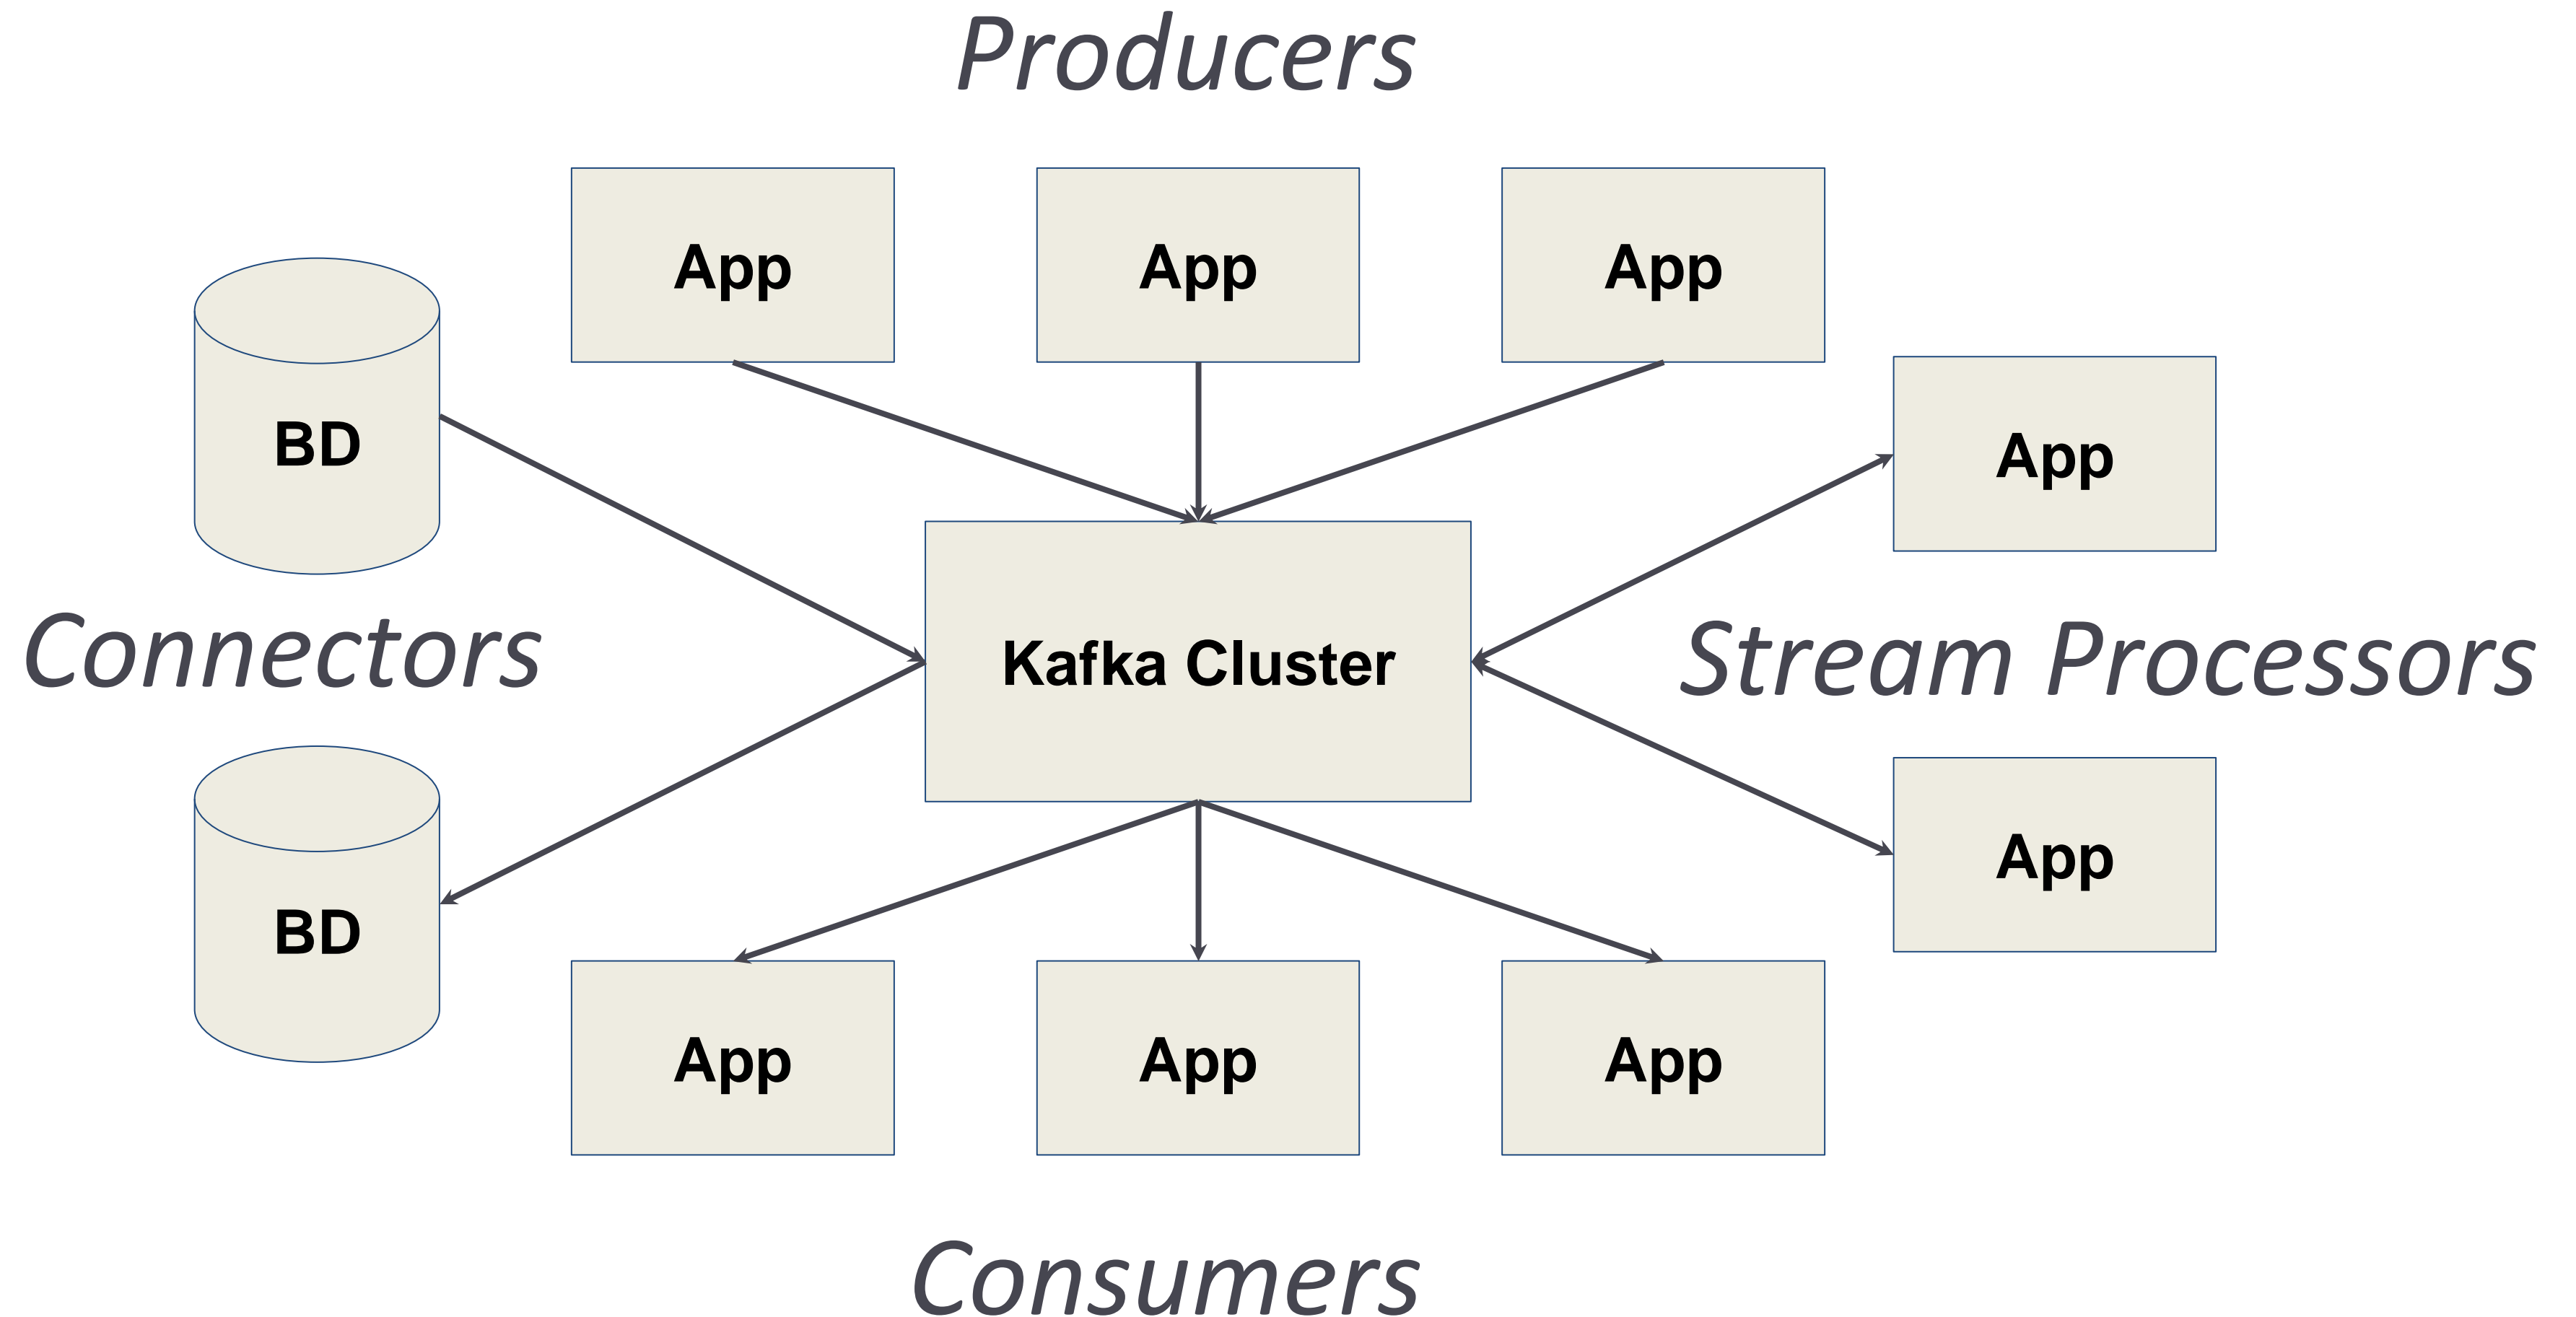 Producers
App
App
App
BD
App
Connectors
Kafka Cluster
Stream Processors
BD
App
App
App
App
Consumers